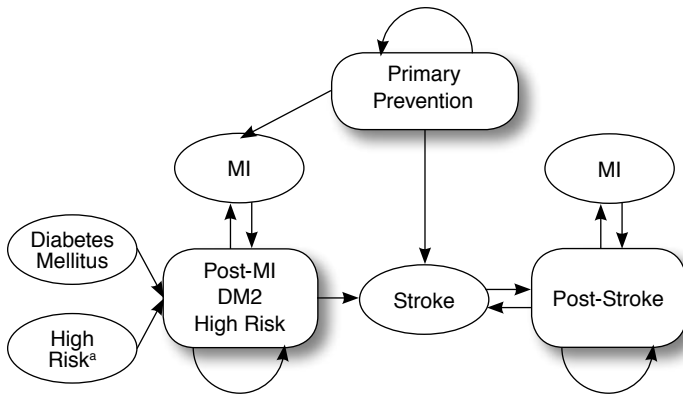 Primary
Prevention
MI
MI
Diabetes
Mellitus
Post-MI
DM2
High Risk
Stroke
Post-Stroke
High
Riskᵃ